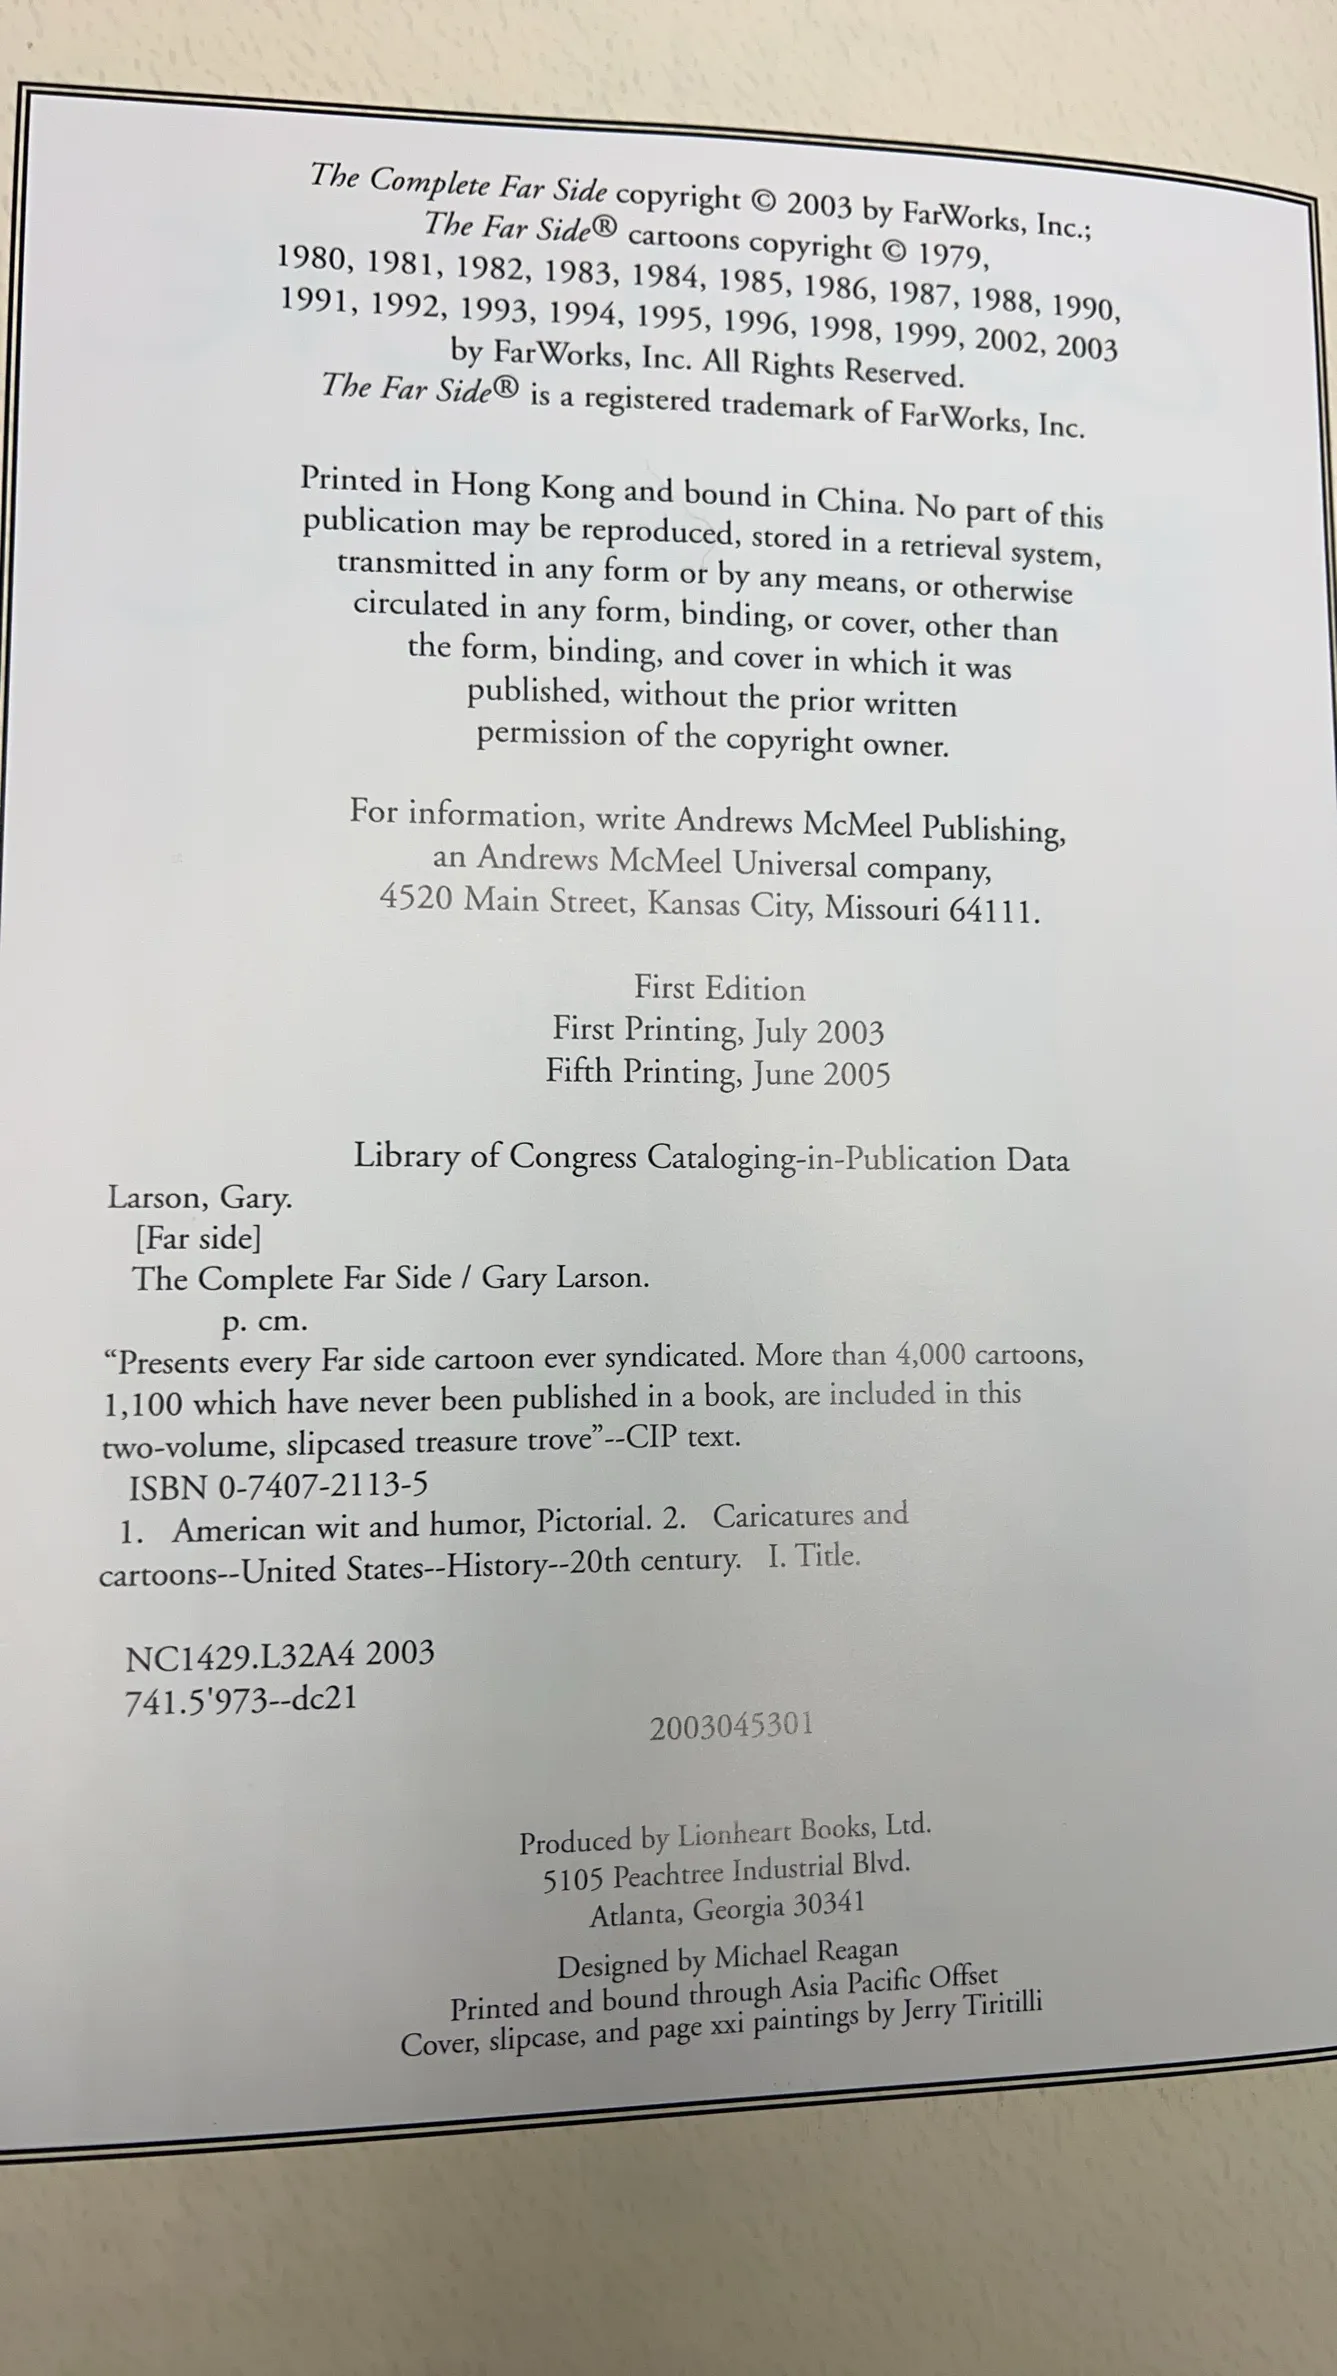 The Complete Far Side copyright © 2003 by FarWorks, Inc.;
The Far Side® cartoons copyright © 1979,
1980, 1981, 1982, 1983, 1984, 1985, 1986, 1987, 1988, 1990,
1991, 1992, 1993, 1994, 1995, 1996, 1998, 1999, 2002, 2003
by FarWorks, Inc. All Rights Reserved.
The Far Side® is a registered trademark of FarWorks, Inc.
Printed in Hong Kong and bound in China. No part of this
publication may be reproduced, stored in a retrieval system,
transmitted in any form or by any means, or otherwise
circulated in any form, binding, or cover, other than
the form, binding, and cover in which it was
published, without the prior written
permission of the copyright owner.
For information, write Andrews McMeel Publishing,
an Andrews McMeel Universal company,
4520 Main Street, Kansas City, Missouri 64111.
First Edition
First Printing, July 2003
Fifth Printing, June 2005
Library of Congress Cataloging-in-Publication Data
Larson, Gary.
[Far side]
The Complete Far Side / Gary Larson.
p. cm.
“Presents every Far side cartoon ever syndicated. More than 4,000 cartoons,
1,100 which have never been published in a book, are included in this
two-volume, slipcased treasure trove”--CIP text.
ISBN 0-7407-2113-5
1. American wit and humor, Pictorial. 2. Caricatures and
cartoons--United States--History--20th century. I. Title.
NC1429.L32A4 2003
741.5'973--dc21
2003045301
Produced by Lionheart Books, Ltd.
5105 Peachtree Industrial Blvd.
Atlanta, Georgia 30341
Designed by Michael Reagan
Printed and bound through Asia Pacific Offset
Cover, slipcase, and page xxi paintings by Jerry Tiritilli